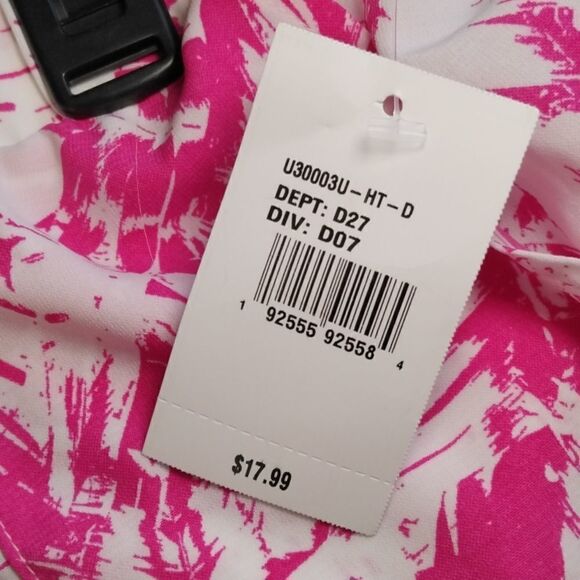 U30003U-HT-D
DEPT: D27
DIV: D07
1 92555 92558 4
$17.99